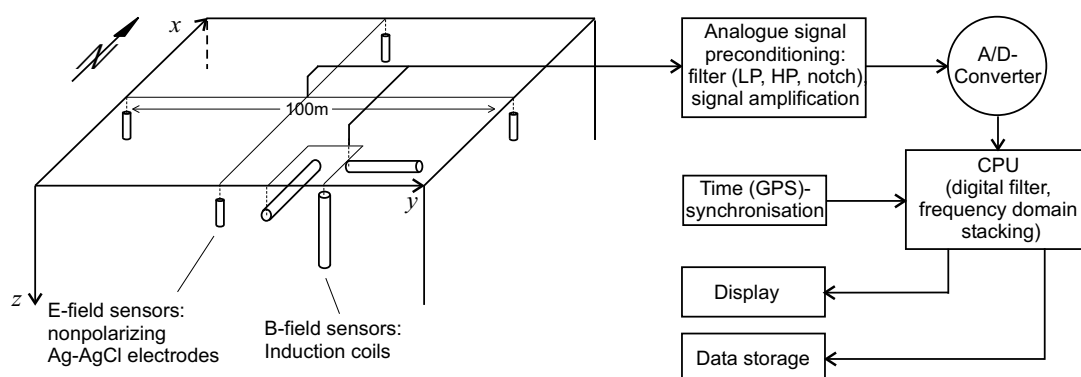 N
x
100m
y
z
E-field sensors:
nonpolarizing
Ag-AgCl electrodes
B-field sensors:
Induction coils
Analogue signal
preconditioning:
filter (LP, HP, notch),
signal amplification
A/D-
Converter
Time (GPS)-
synchronisation
CPU
(digital filter,
frequency domain
stacking)
Display
Data storage